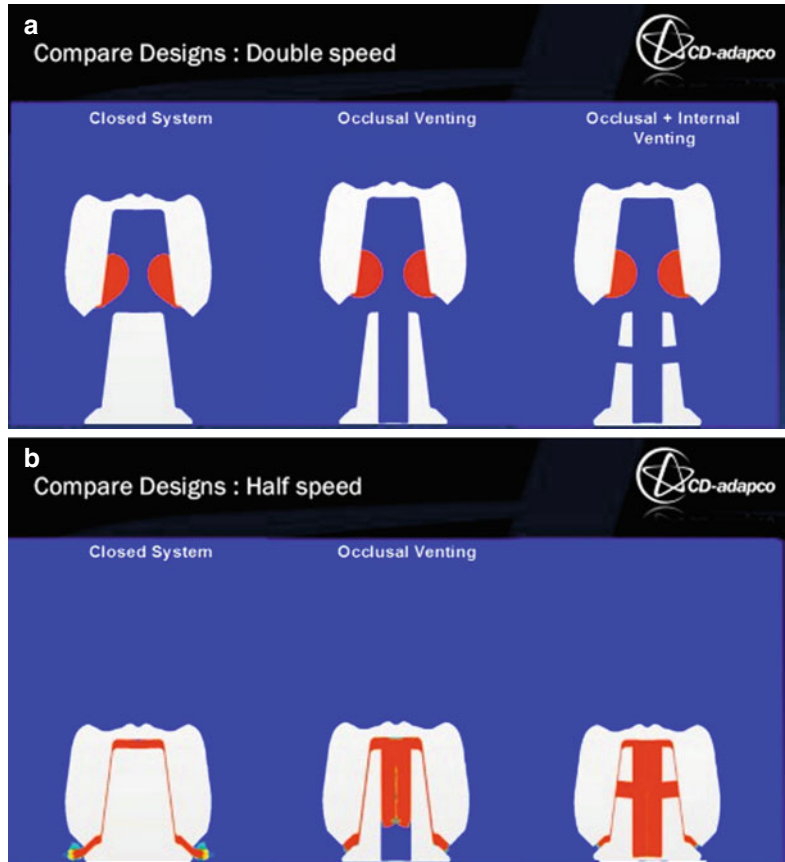 a
Compare Designs : Double speed
CD-adapco
Closed System
Occlusal Venting
Occlusal + Internal
Venting
b
Compare Designs : Half speed
CD-adapco
Closed System
Occlusal Venting